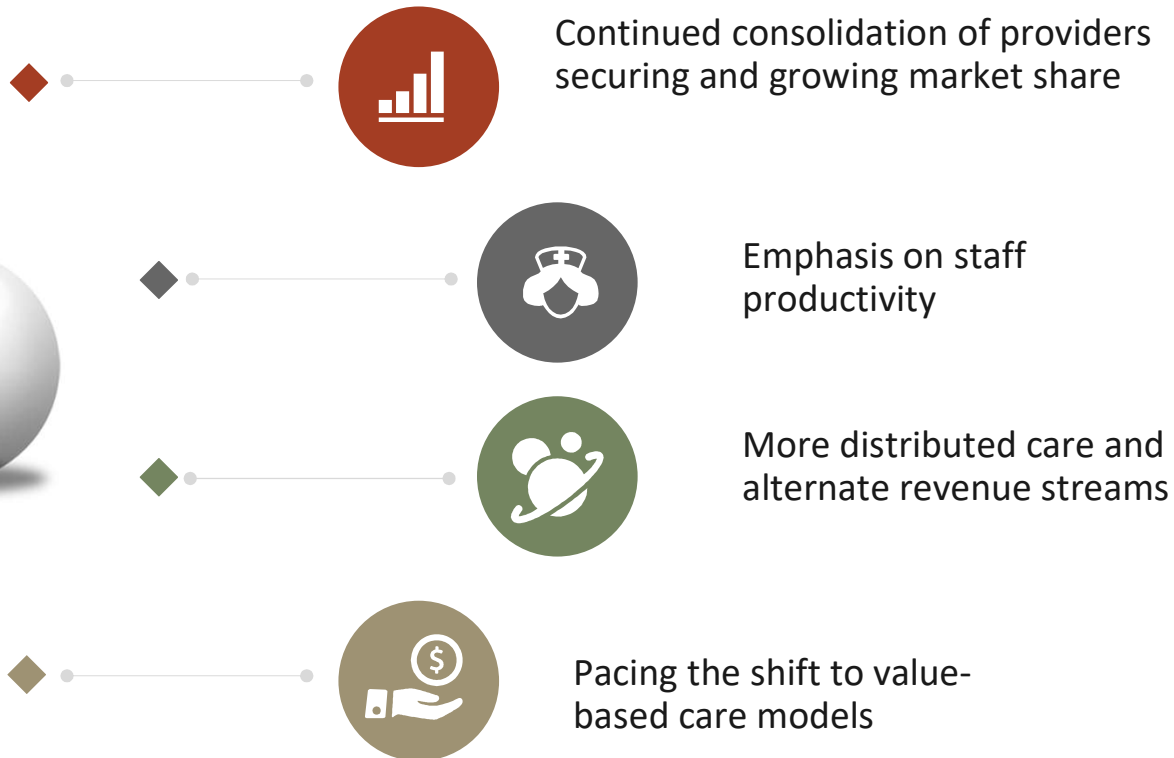 Continued consolidation of providers
securing and growing market share
Emphasis on staff
productivity
More distributed care and
alternate revenue streams
$
Pacing the shift to value-
based care models